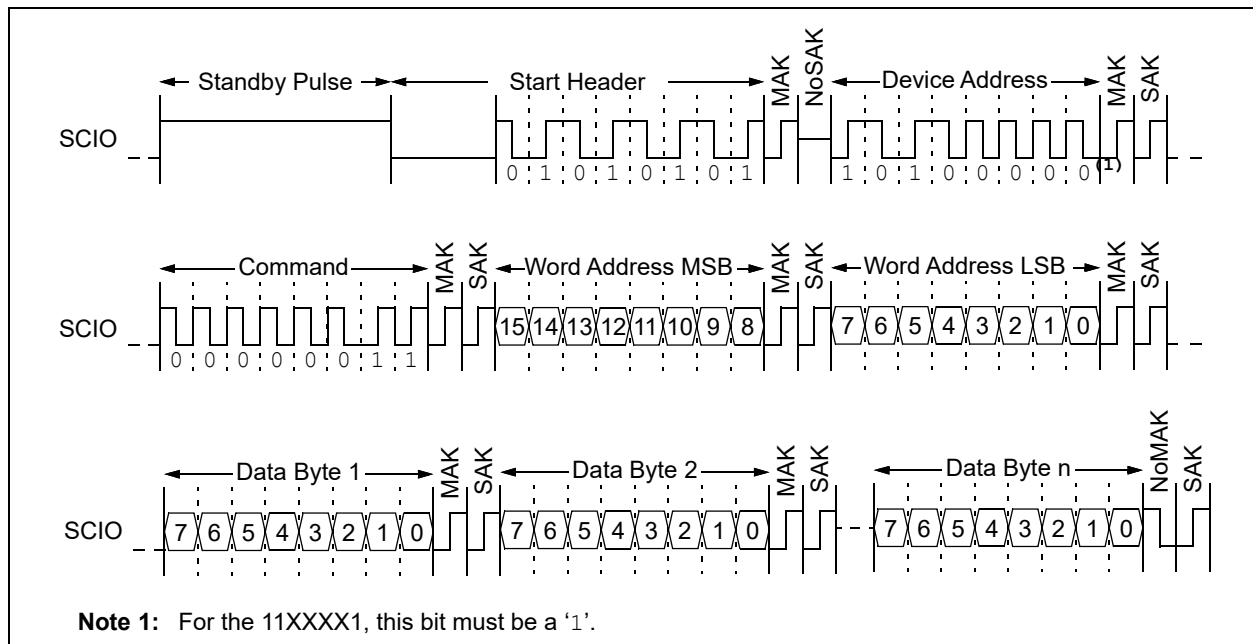 Standby Pulse Start Header MAK NoSAK Device Address MAK SAK
SCIO
0 1 0 1 0 1 0 1 1 0 1 0 0 0 0 0 (1)
Command MAK SAK Word Address MSB MAK SAK Word Address LSB MAK SAK
SCIO 15 14 13 12 11 10 9 8 7 6 5 4 3 2 1 0
0 0 0 0 0 0 1 1
Data Byte 1 MAK SAK Data Byte 2 MAK SAK Data Byte n NoMAK SAK
SCIO 7 6 5 4 3 2 1 0 7 6 5 4 3 2 1 0 7 6 5 4 3 2 1 0
Note 1: For the 11XXXX1, this bit must be a ‘1’.